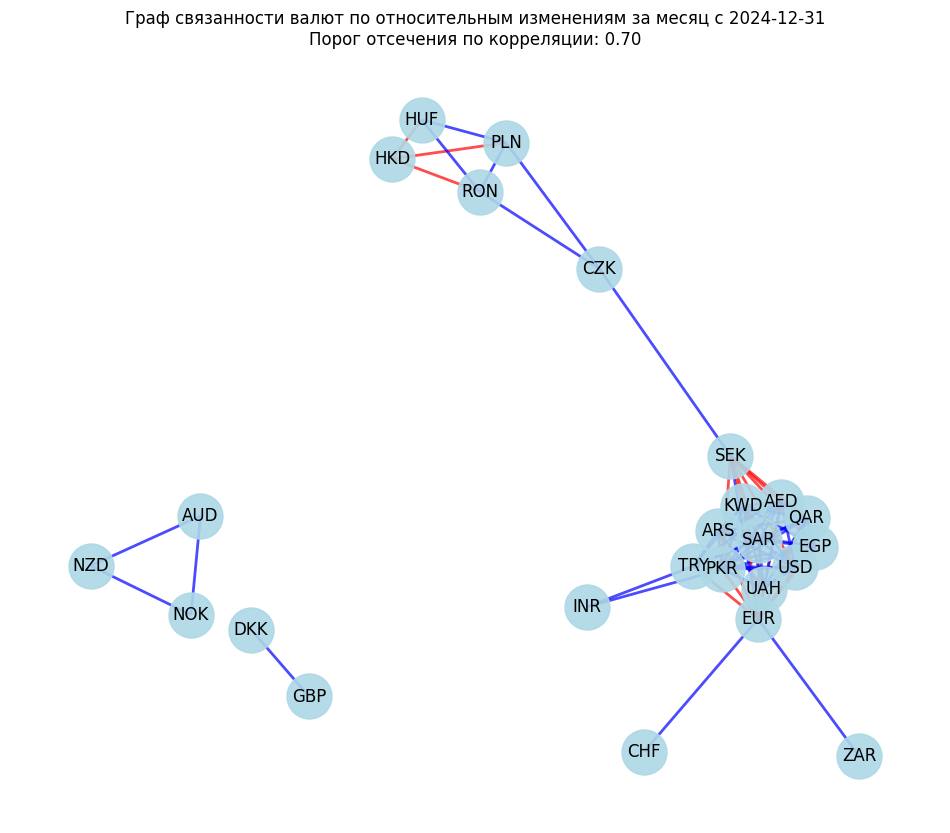 Граф связанности валют по относительным изменениям за месяц с 2024-12-31
Порог отсечения по корреляции: 0.70
HUF
PLN
HKD
RON
CZK
SEK
KWD
AED
ARS
QAR
SAR
EGP
TRY
PKR
USD
UAH
AUD
NZD
NOK
INR
EUR
DKK
GBP
CHF
ZAR